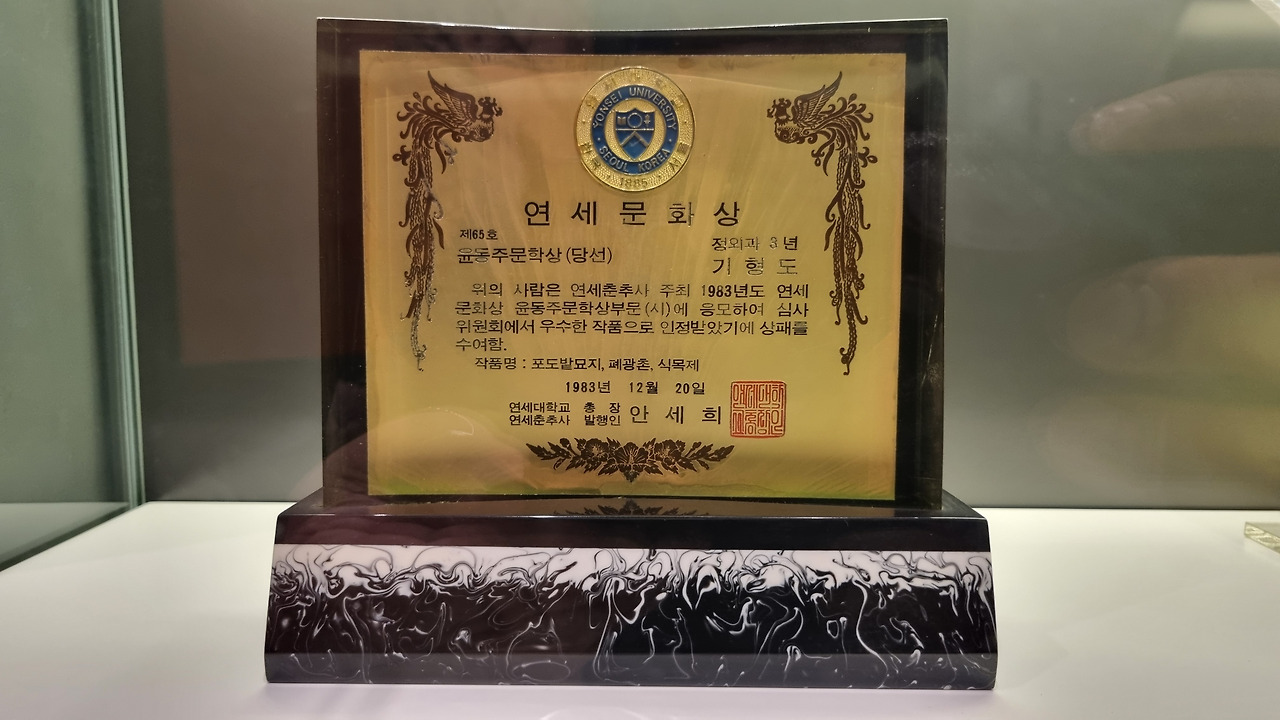 YONSEI UNIVERSITY
SEOUL KOREA
1885
연세문화상
제65호
정외과 3년
윤동주문학상(당선)
기형도
위의 사람은 연세춘추사 주최 1983년도 연세
문화상 윤동주문학상부문(시)에 응모하여 심사
위원회에서 우수한 작품으로 인정받았기에 상패를
수여함.
작품명 : 포도밭묘지, 폐광촌, 식목제
1983년 12월 20일
연세대학교 총장
연세춘추사 발행인
안세희